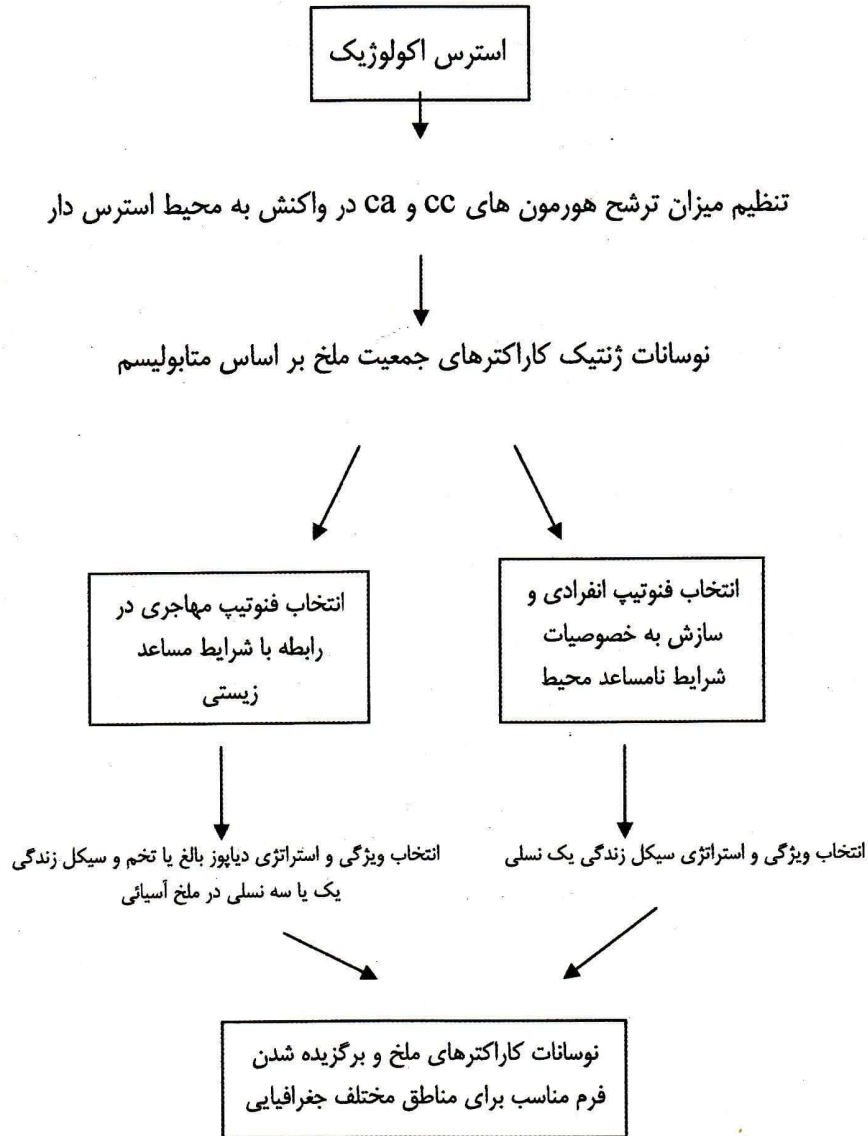 استرس اکولوژیک
تنظیم میزان ترشح هورمون های cc و ca در واکنش به محیط استرس دار
نوسانات ژنتیک کاراکترهای جمعیت ملخ بر اساس متابولیسم
انتخاب فنوتیپ انفرادی و
سازش به خصوصیات
شرایط نامساعد محیط
انتخاب فنوتیپ مهاجری در
رابطه با شرایط مساعد
زیستی
انتخاب ویژگی و استراتژی سیکل زندگی یک نسلی
انتخاب ویژگی و استراتژی دیاپوز بالغ یا تخم و سیکل زندگی
یک یا سه نسلی در ملخ آسیائی
نوسانات کاراکترهای ملخ و برگزیده شدن
فرم مناسب برای مناطق مختلف جغرافیایی